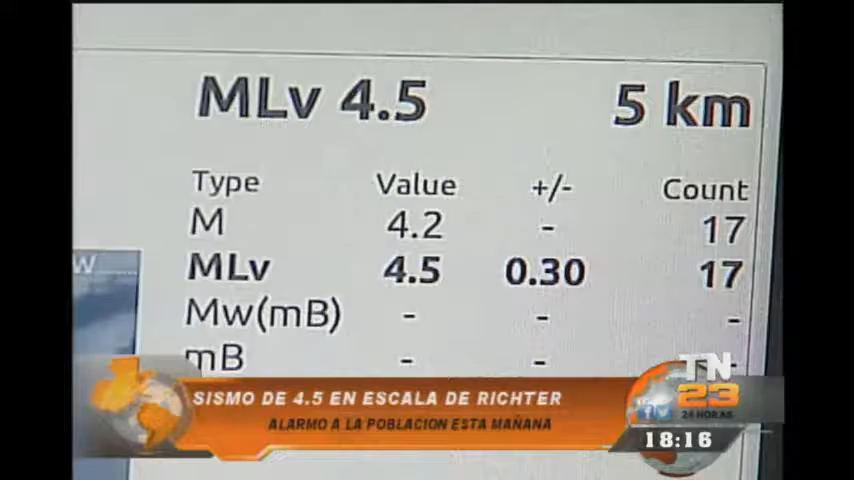 MLv 4.5 5 km
Type Value +/- Count
M 4.2 - 17
MLv 4.5 0.30 17
Mw(mB) - - -
mB - - -
W
SISMO DE 4.5 EN ESCALA DE RICHTER
ALARMO A LA POBLACION ESTA MAÑANA
TN
23
24 HORAS
18:16